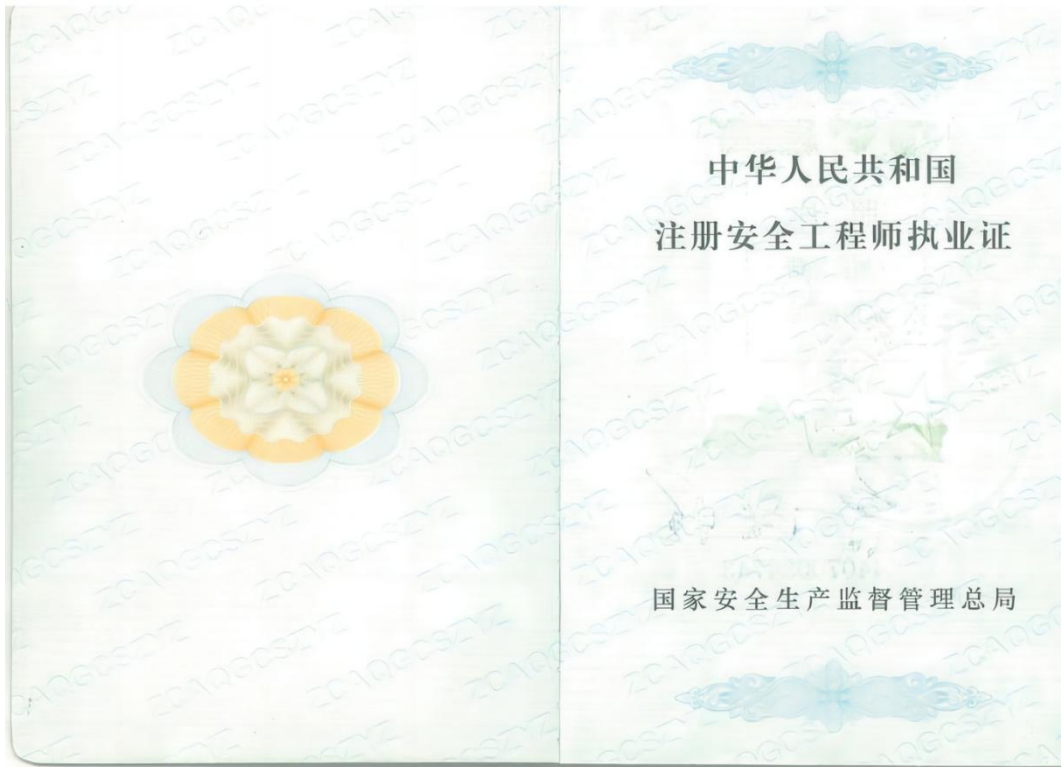 中华人民共和国
注册安全工程师执业证
国家安全生产监督管理总局